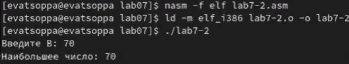 [evatsoppa@evatsoppa lab07]$ nasm -f elf lab7-2.asm
[evatsoppa@evatsoppa lab07]$ ld -m elf_i386 lab7-2.o -o lab7-2
[evatsoppa@evatsoppa lab07]$ ./lab7-2
Введите B: 70
Наибольшее число: 70